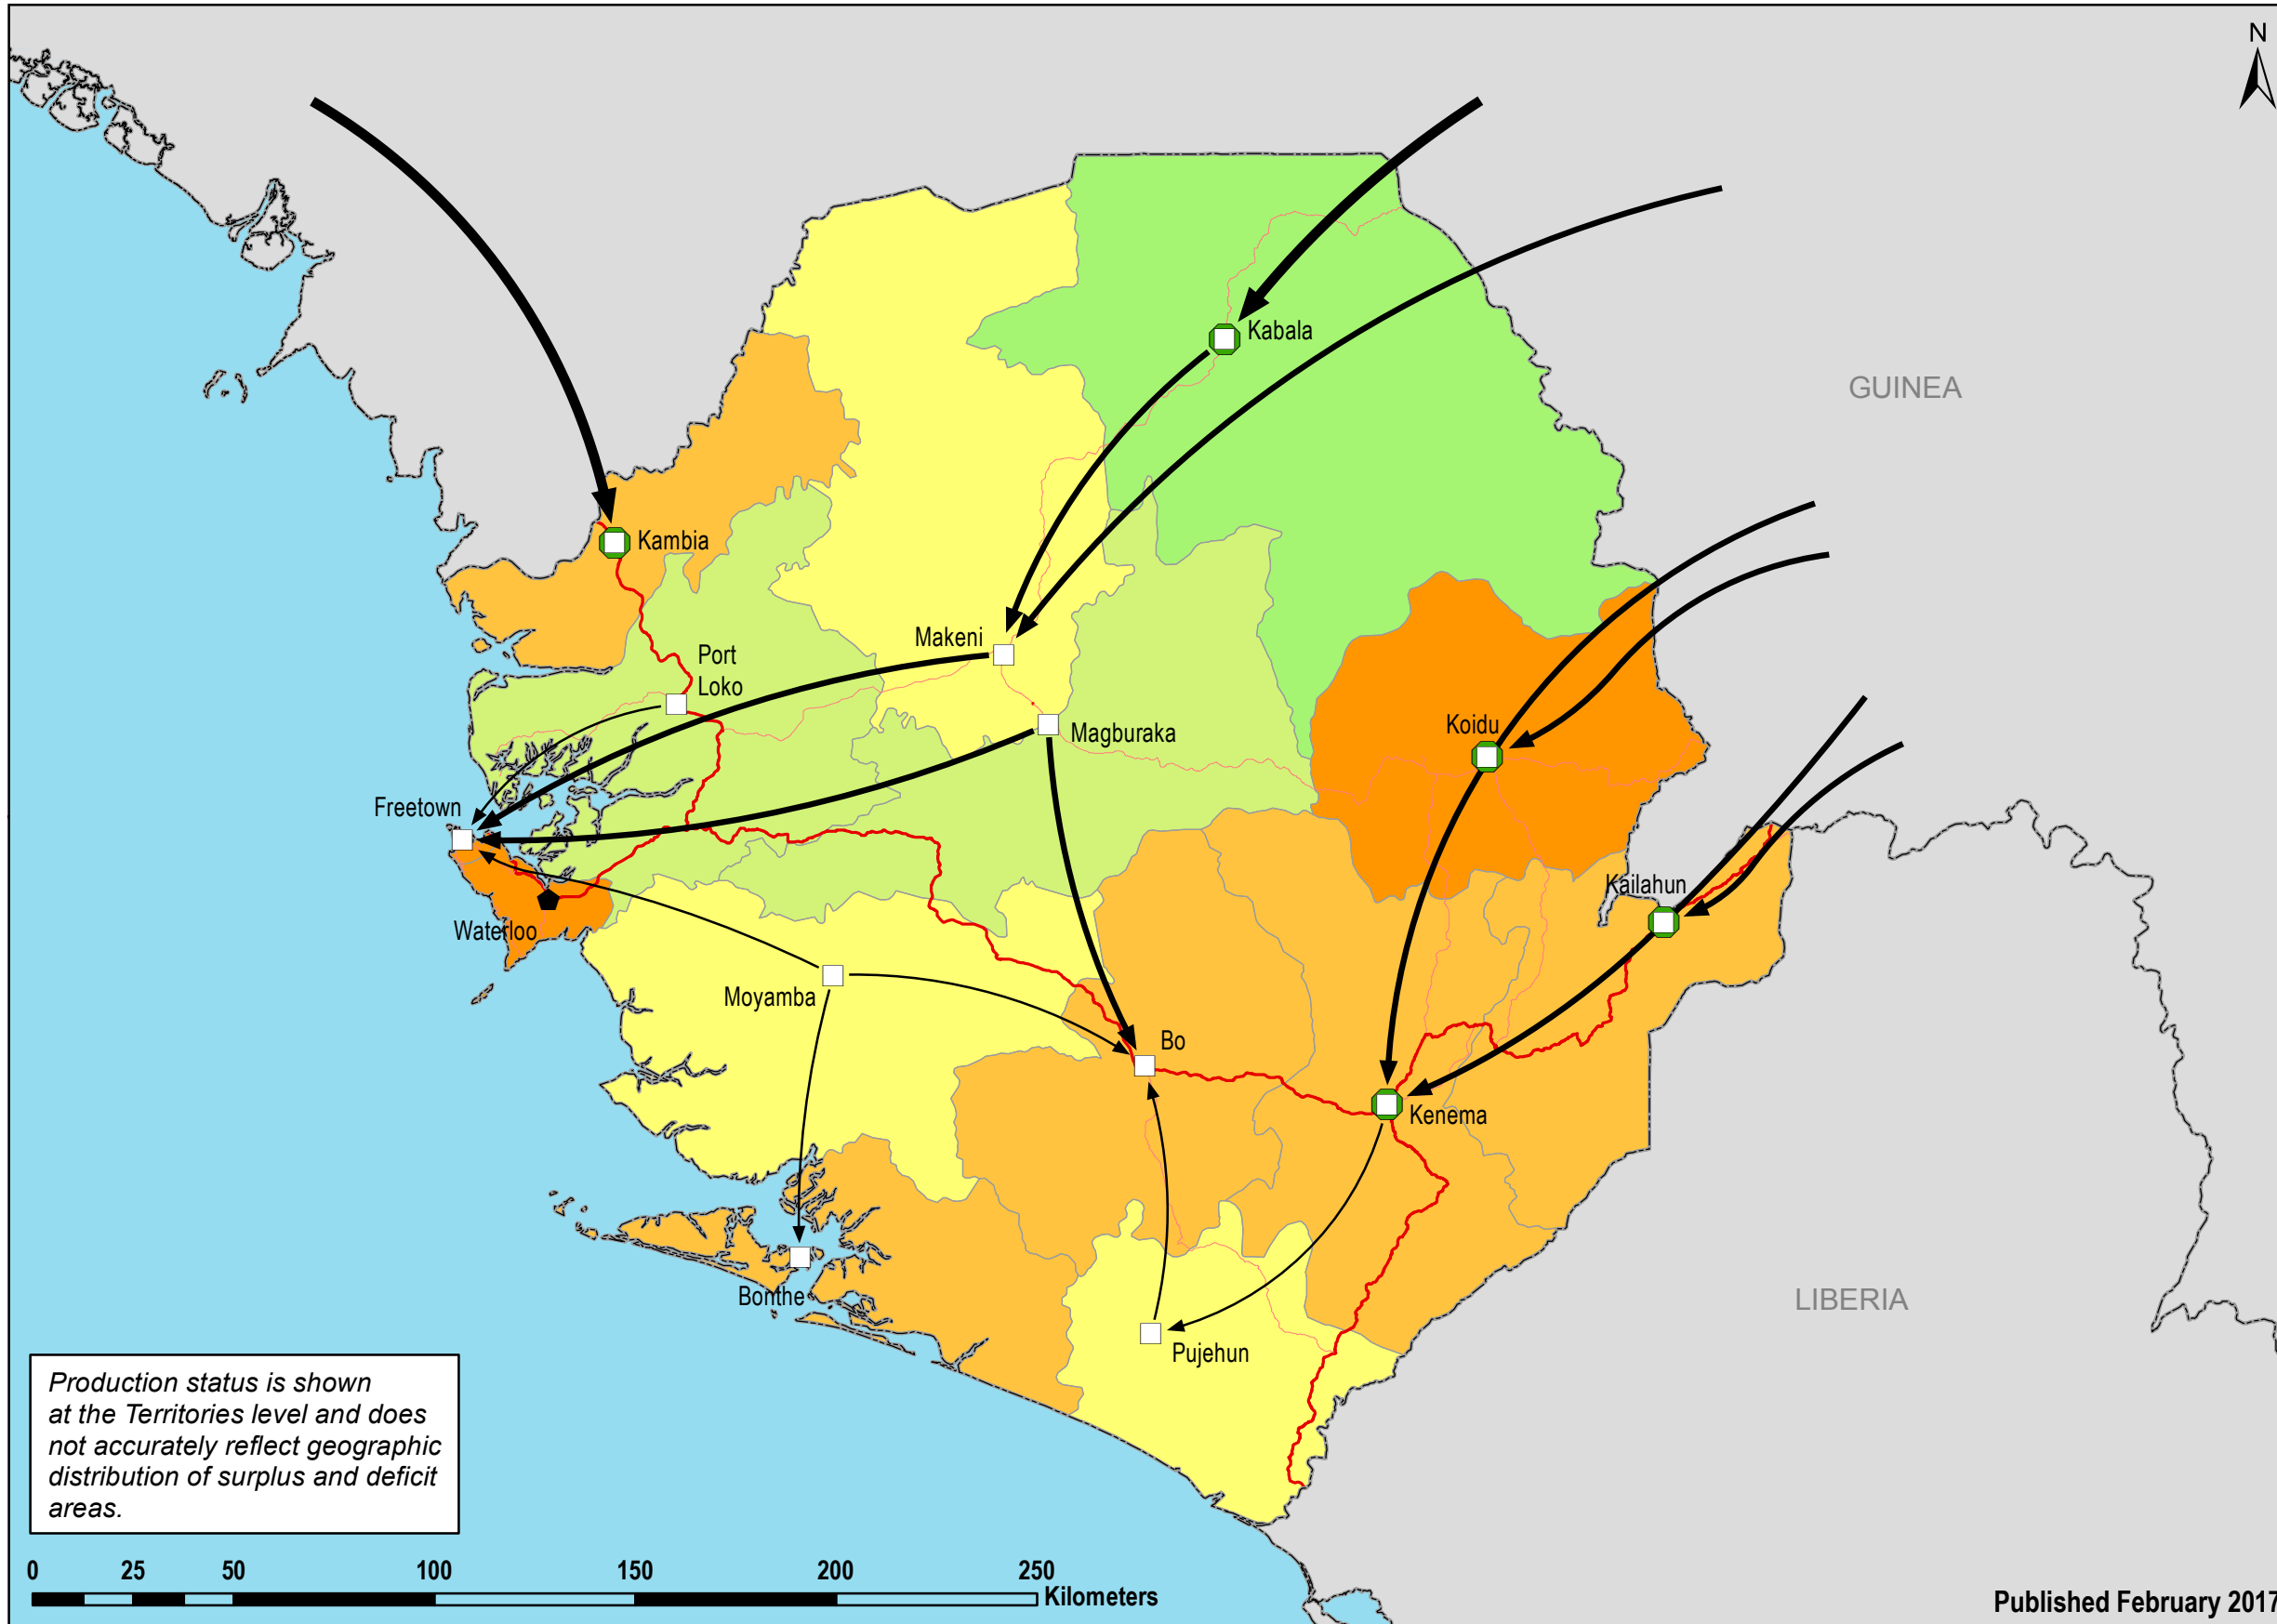 N
Kabala
GUINEA
Kambia
Makeni
Port
Loko
Magburaka
Koidu
Freetown
Kailahun
Waterloo
Moyamba
Bo
Kenema
Bonthe
LIBERIA
Pujehun
Production status is shown
at the Territories level and does
not accurately reflect geographic
distribution of surplus and deficit
areas.
0 25 50 100 150 200 250
Kilometers
Published February 2017